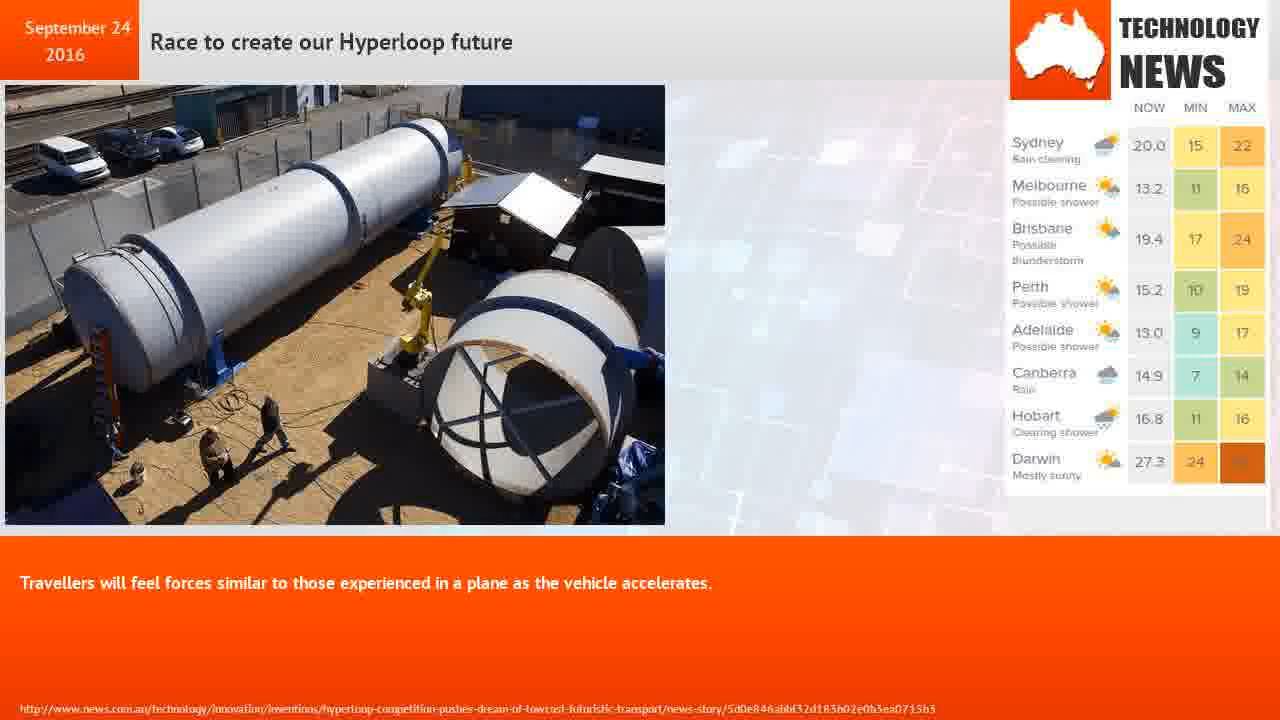 September 24
2016
Race to create our Hyperloop future
TECHNOLOGY
NEWS
NOW MIN MAX
Sydney 20.0 15 22
Rain clearing
Melbourne 13.2 11 16
Possible shower
Brisbane 19.4 17 24
Possible
thunderstorm
Perth 15.2 10 19
Possible shower
Adelaide 13.0 9 17
Possible shower
Canberra 14.9 7 14
Rain
Hobart 16.8 11 16
Clearing shower
Darwin 27.3 24
Mostly sunny
Travellers will feel forces similar to those experienced in a plane as the vehicle accelerates.